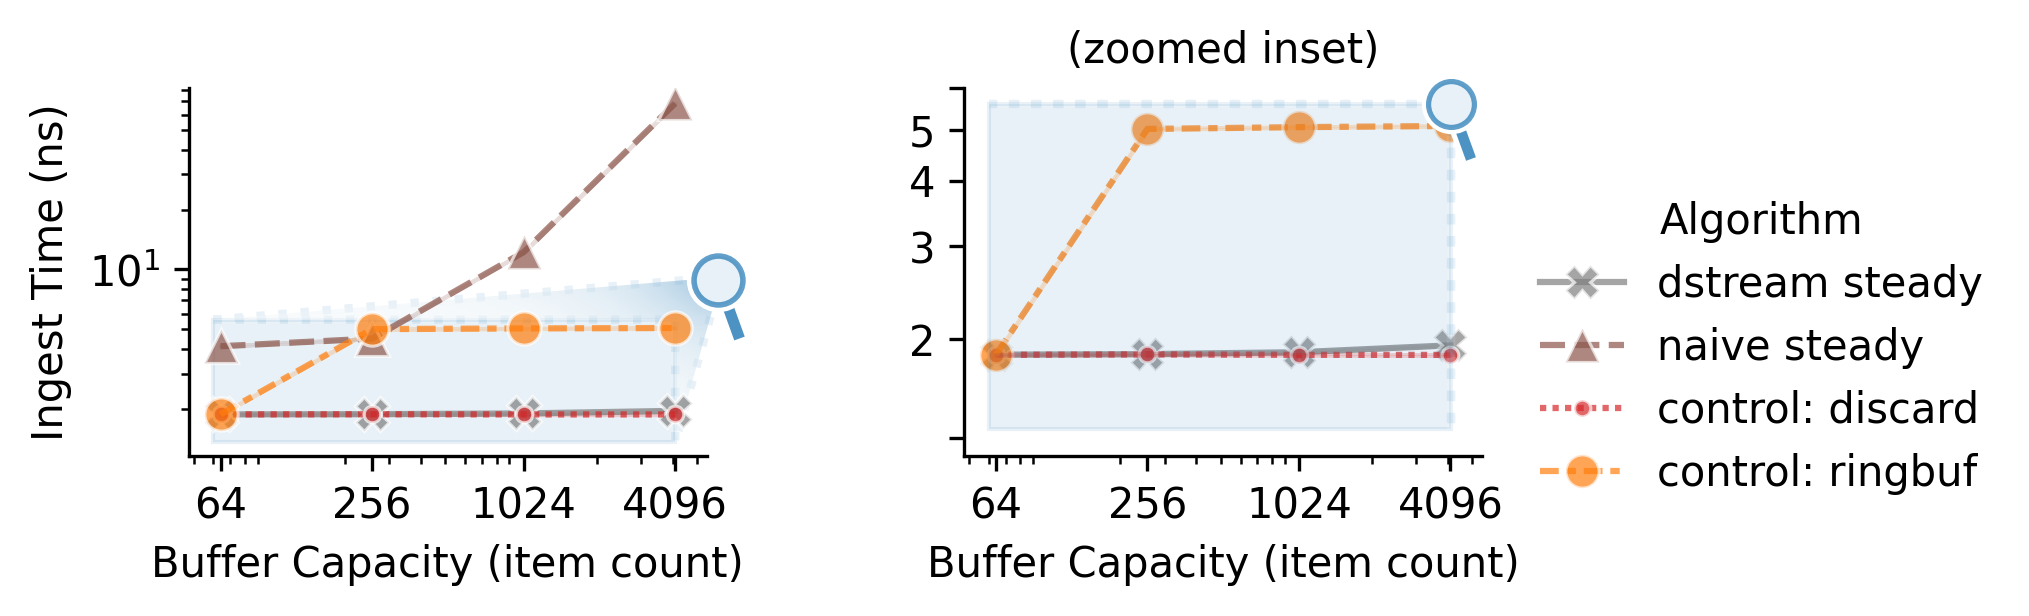 (zoomed inset)
Ingest Time (ns)
10¹
64 256 1024 4096
Buffer Capacity (item count)
5
4
3
2
64 256 1024 4096
Buffer Capacity (item count)
Algorithm
dstream steady
naive steady
control: discard
control: ringbuf